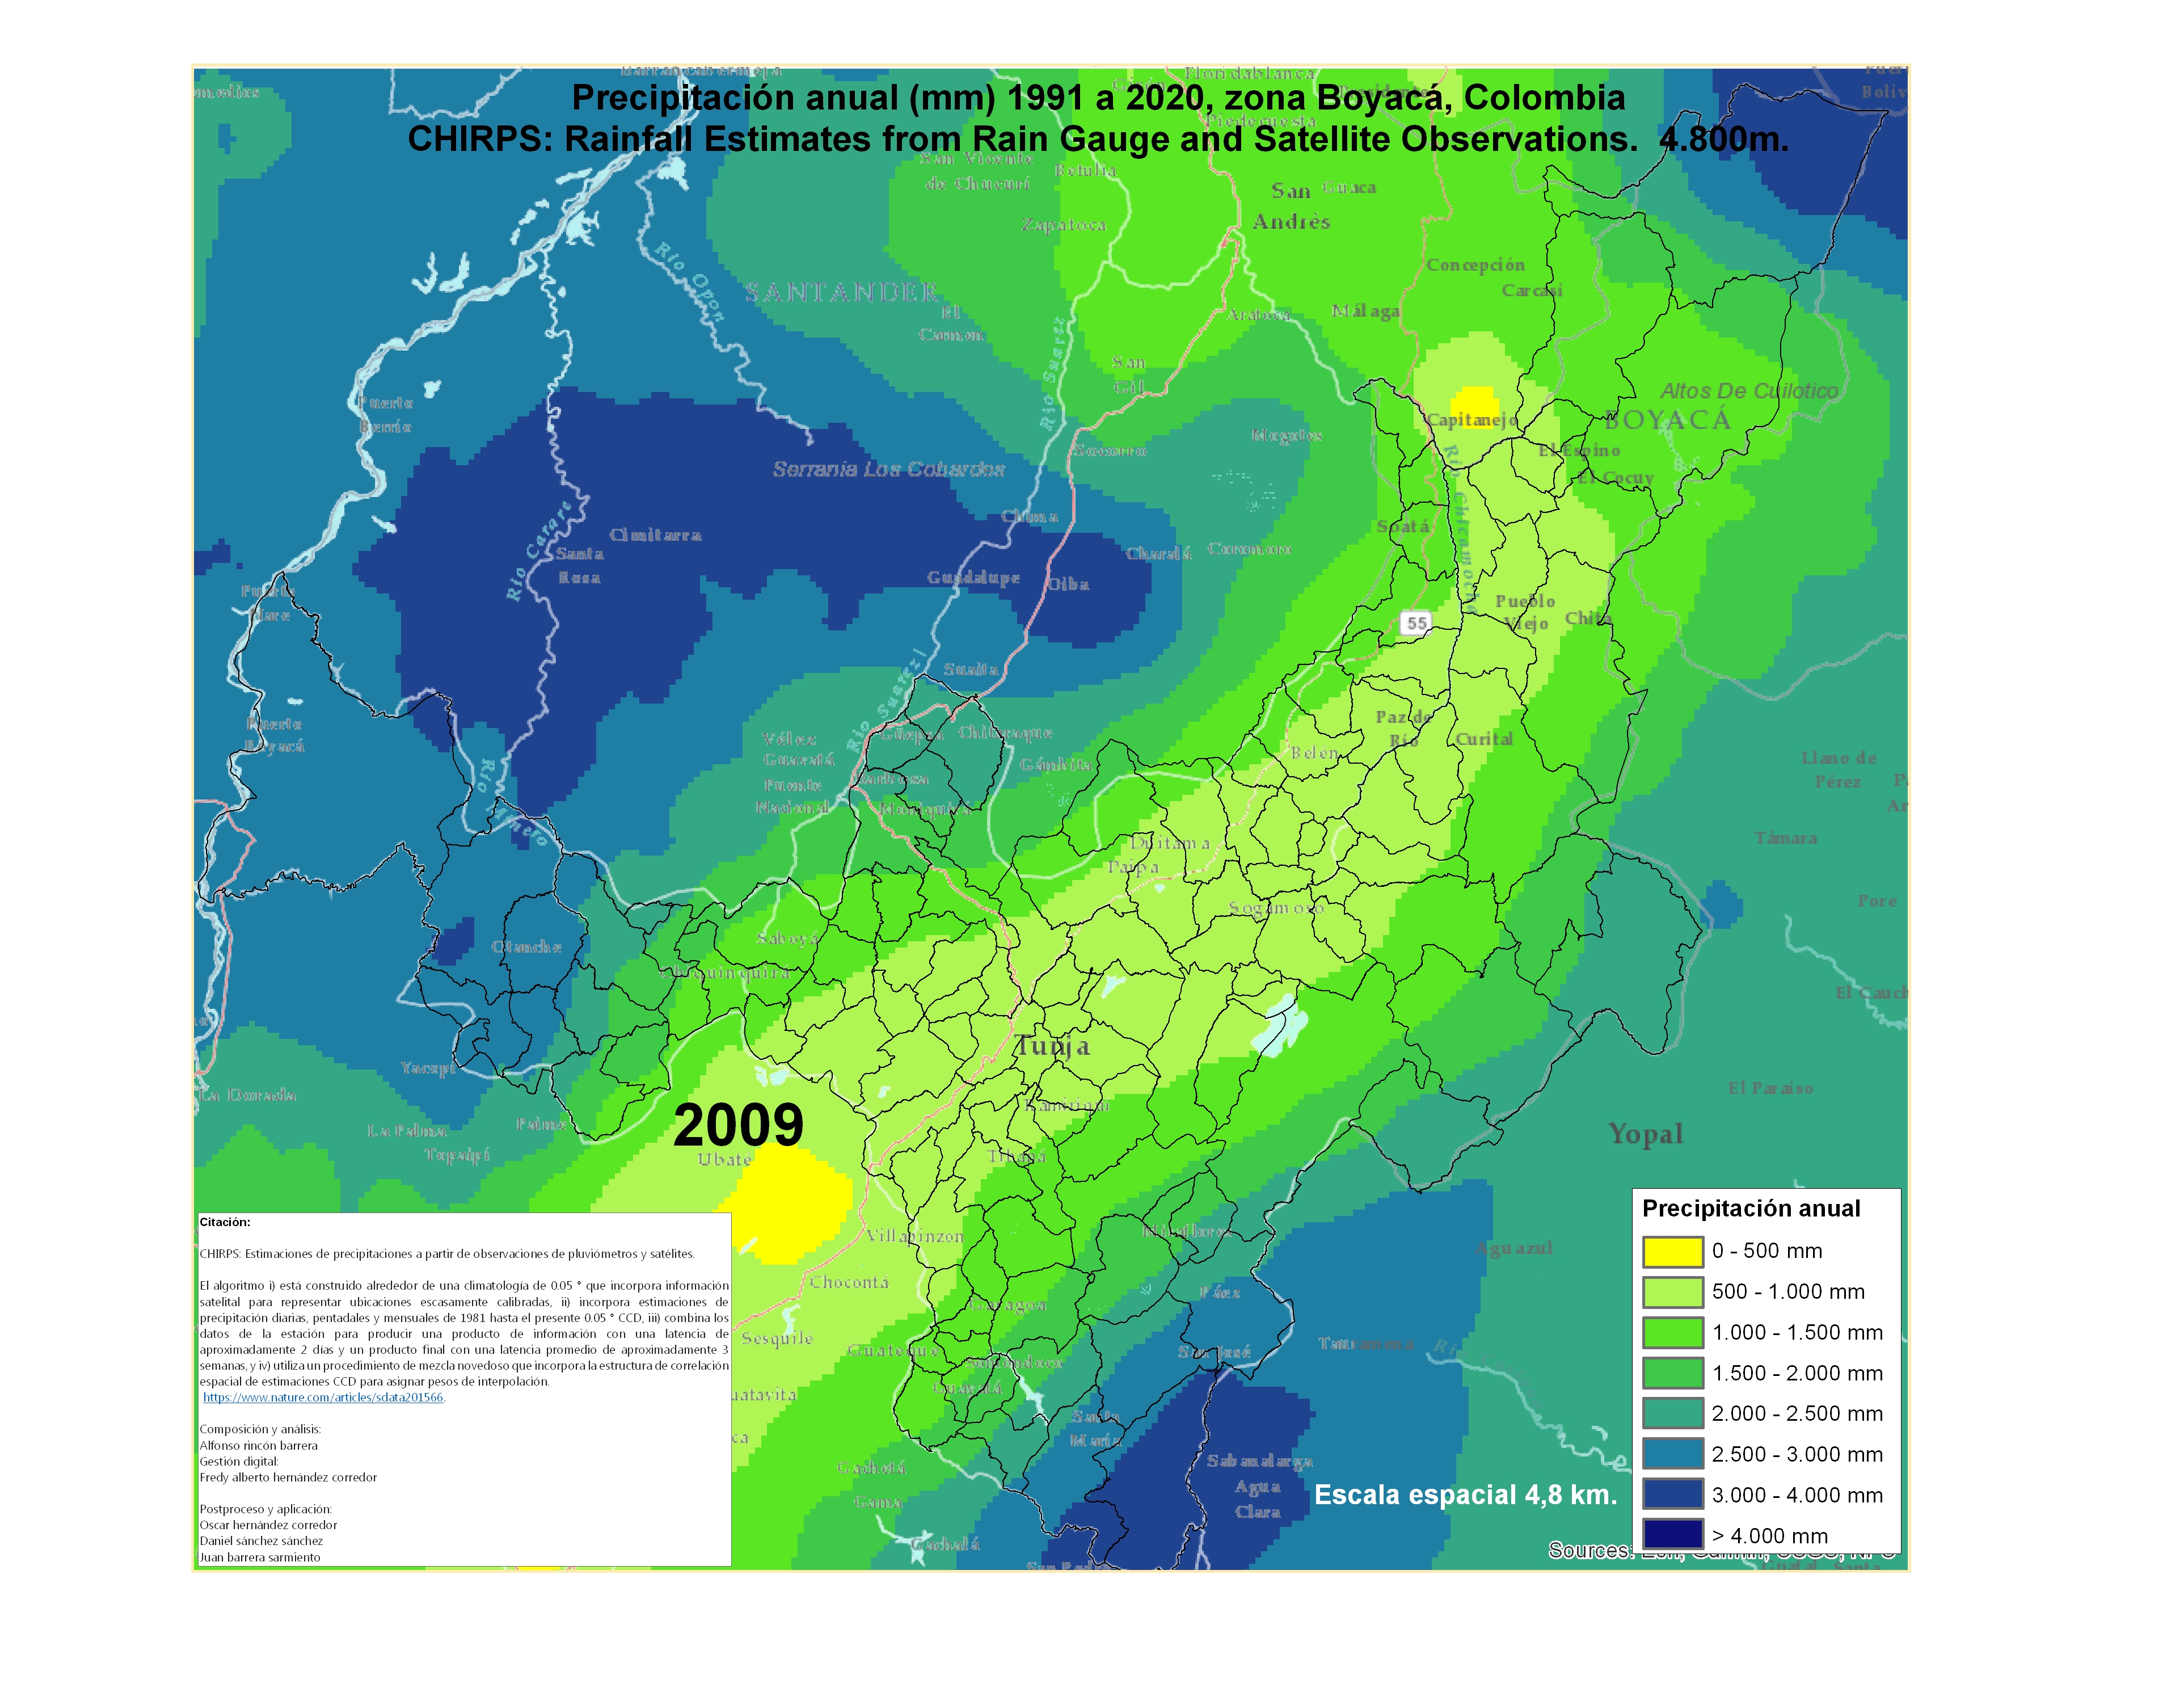 Precipitación anual (mm) 1991 a 2020, zona Boyacá, Colombia
CHIRPS: Rainfall Estimates from Rain Gauge and Satellite Observations. 4.800m.
Floridablanca
Piedecuesta
San Vicente
de Chucurí
Betulia
San
Andrés
Guaca
Zapatoca
Río Opon
Concepción
Carcasí
SANTANDER
El
Carmen
Aratoca
Málaga
San
Gil
Río Suarez
Puerto
Berrío
Altos De Cuilotico
BOYACÁ
Capitanejo
Mogotes
Socorro
El Espino
El Cocuy
Serrania Los Cobardes
Río Chicamocha
Río Carare
Cimitarra
Santa
Rosa
Chima
Charalá
Coromoro
Soatá
Guadalupe
Oiba
Pueblo
Viejo
Chita
55
Suaita
Río Suarez
Puerto
Boyacá
Paz de
Río
Curital
Belén
Vélez
Guavatá
Puente
Nacional
Güepsa
Chitaraque
Gámbita
Barbosa
Moniquirá
Río Minero
Llano de
Pérez
Támara
Duitama
Paipa
Pore
Sogamoso
Saboyá
Otanche
Chiquinquirá
Tunja
Yacopí
La Dorada
El Paraíso
Ramiriquí
2009
Palma
La Palma
Topaipí
Yopal
Ubaté
Tibaná
Villapinzon
Miraflores
Aguazul
Chocontá
Páez
Garagoa
Sesquile
Guateque
San José
Tauramena
Guayatá
Santa
María
Gachetá
Gama
Sabanalarga
Agua
Clara
Gachalá
Escala espacial 4,8 km.
Citación:
CHIRPS: Estimaciones de precipitaciones a partir de observaciones de pluviómetros y satélites.
El algoritmo i) está construido alrededor de una climatología de 0.05 ° que incorpora información
satelital para representar ubicaciones escasamente calibradas, ii) incorpora estimaciones de
precipitación diarias, pentadales y mensuales de 1981 hasta el presente 0.05 ° CCD, iii) combina los
datos de la estación para producir una producto de información con una latencia de
aproximadamente 2 días y un producto final con una latencia promedio de aproximadamente 3
semanas, y iv) utiliza un procedimiento de mezcla novedoso que incorpora la estructura de correlación
espacial de estimaciones CCD para asignar pesos de interpolación.
https://www.nature.com/articles/sdata201566.
Composición y análisis:
Alfonso rincón barrera
Gestión digital:
Fredy alberto hernández corredor
Postproceso y aplicación:
Oscar hernández corredor
Daniel sánchez sánchez
Juan barrera sarmiento
Precipitación anual
0 - 500 mm
500 - 1.000 mm
1.000 - 1.500 mm
1.500 - 2.000 mm
2.000 - 2.500 mm
2.500 - 3.000 mm
3.000 - 4.000 mm
> 4.000 mm
Sources: